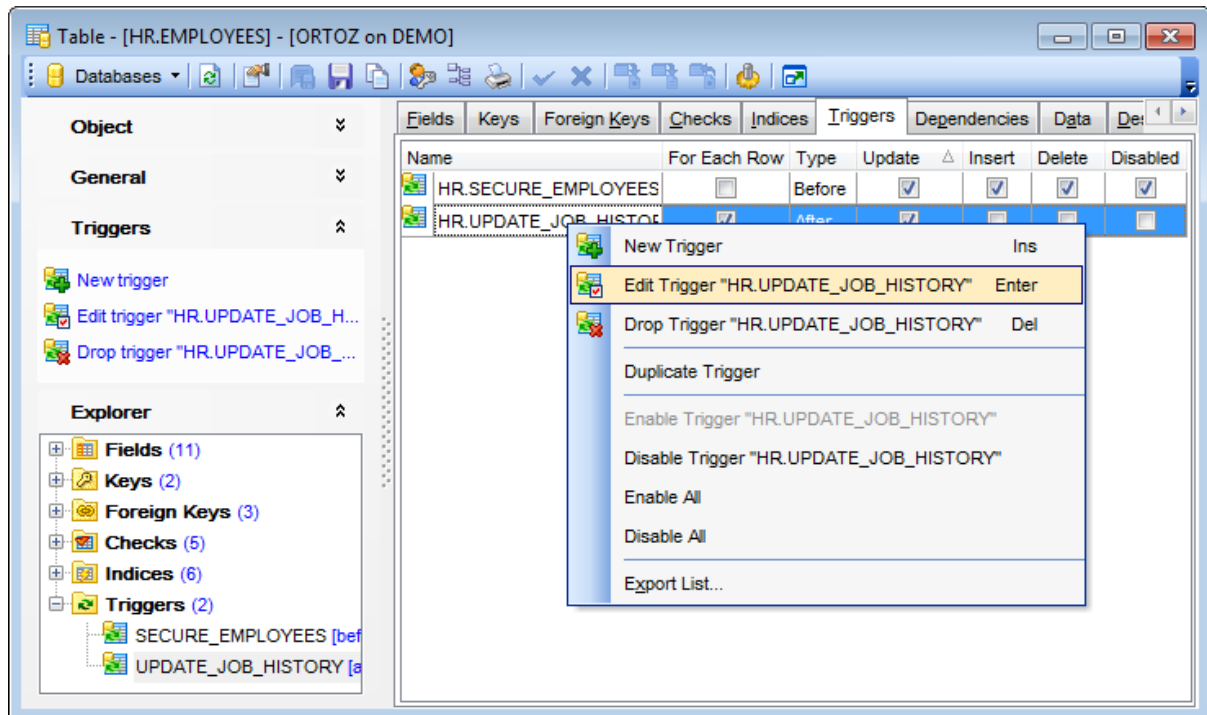 Table - [HR.EMPLOYEES] - [ORTOZ on DEMO]
Databases
Object
General
Triggers
New trigger
Edit trigger "HR.UPDATE_JOB_H...
Drop trigger "HR.UPDATE_JOB_...
Explorer
Fields (11)
Keys (2)
Foreign Keys (3)
Checks (5)
Indices (6)
Triggers (2)
SECURE_EMPLOYEES [bef
UPDATE_JOB_HISTORY [a
Fields Keys Foreign Keys Checks Indices Triggers Dependencies Data Des
Name For Each Row Type Update Insert Delete Disabled
HR.SECURE_EMPLOYEES Before
HR.UPDATE_JOB_HISTOR After
New Trigger Ins
Edit Trigger "HR.UPDATE_JOB_HISTORY" Enter
Drop Trigger "HR.UPDATE_JOB_HISTORY" Del
Duplicate Trigger
Enable Trigger "HR.UPDATE_JOB_HISTORY"
Disable Trigger "HR.UPDATE_JOB_HISTORY"
Enable All
Disable All
Export List...